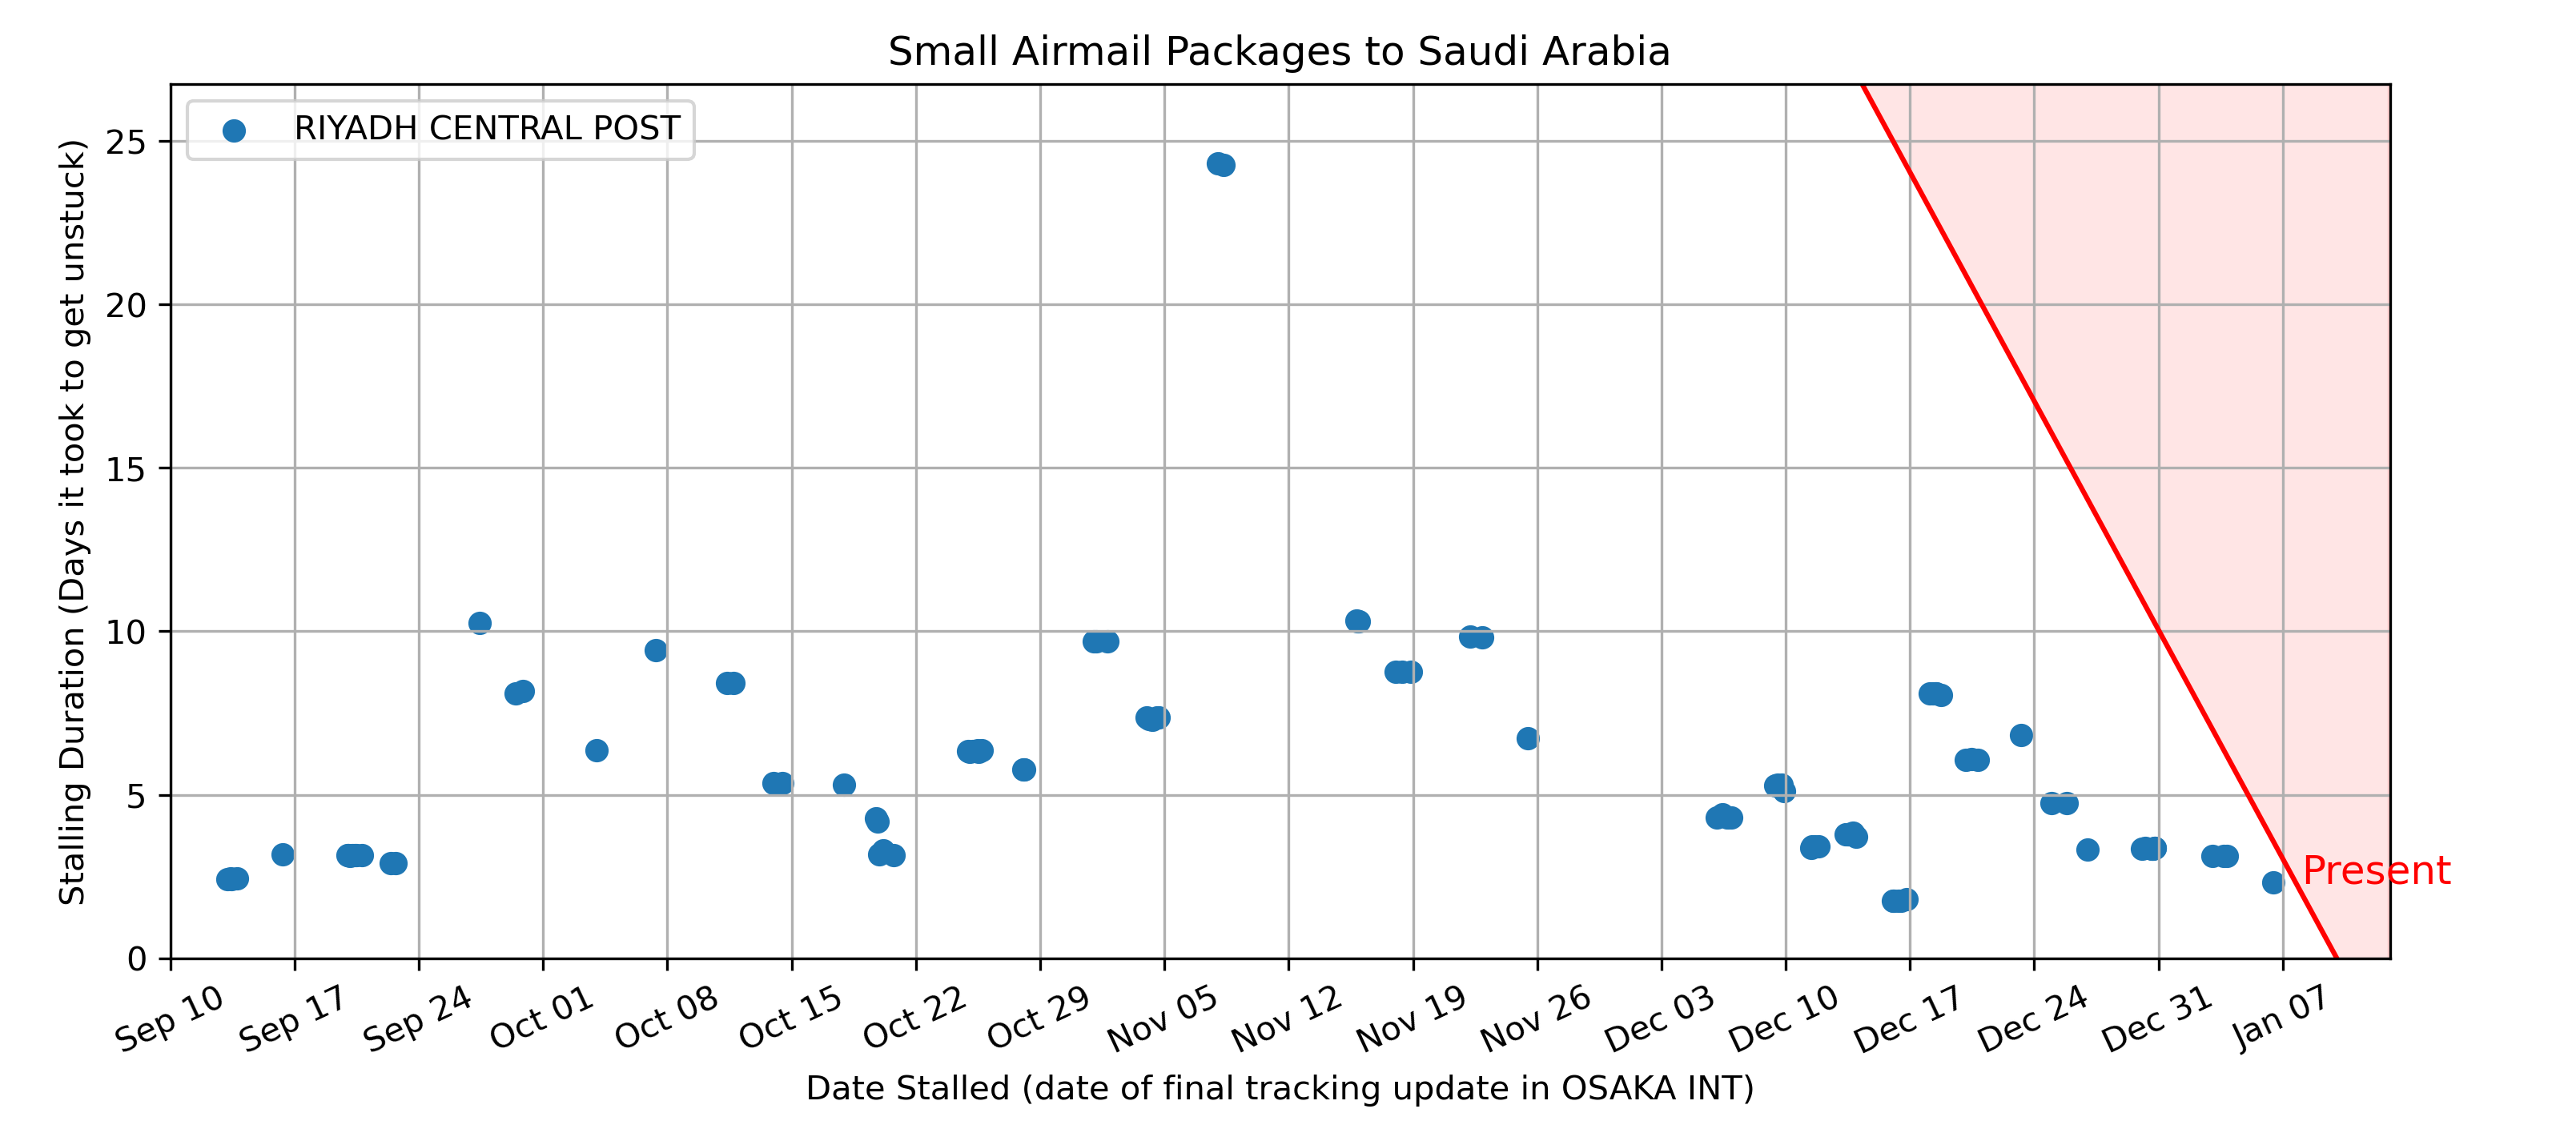 Small Airmail Packages to Saudi Arabia
RIYADH CENTRAL POST
Stalling Duration (Days it took to get unstuck)
25
20
15
10
5
0
Present
Sep 10
Sep 17
Sep 24
Oct 01
Oct 08
Oct 15
Oct 22
Oct 29
Nov 05
Nov 12
Nov 19
Nov 26
Dec 03
Dec 10
Dec 17
Dec 24
Dec 31
Jan 07
Date Stalled (date of final tracking update in OSAKA INT)